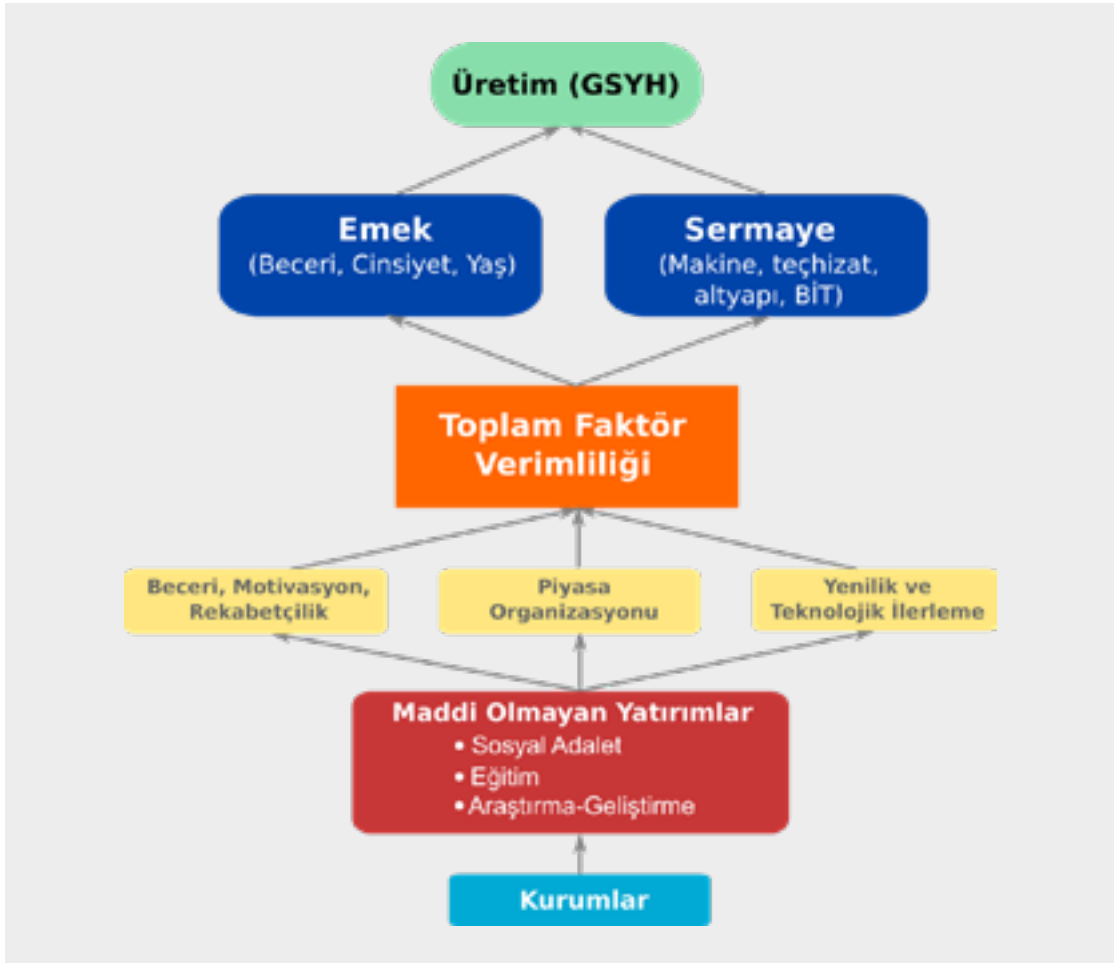 Üretim (GSYH)
Emek
(Beceri, Cinsiyet, Yaş)
Sermaye
(Makine, teçhizat,
altyapı, BİT)
Toplam Faktör
Verimliliği
Beceri, Motivasyon,
Rekabetçilik
Piyasa
Organizasyonu
Yenilik ve
Teknolojik İlerleme
Maddi Olmayan Yatırımlar
• Sosyal Adalet
• Eğitim
• Araştırma-Geliştirme
Kurumlar